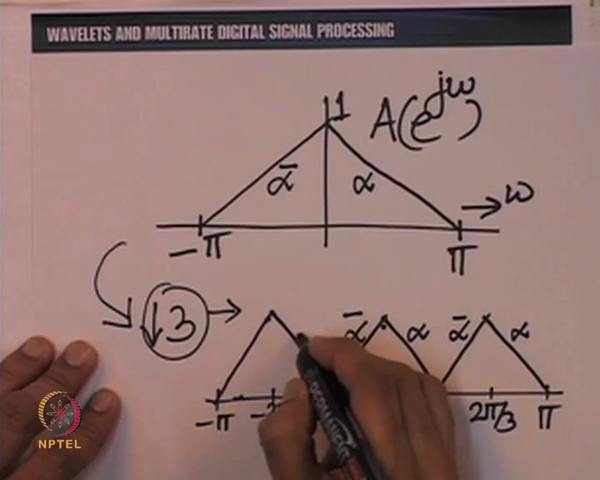 WAVELETS AND MULTIRATE DIGITAL SIGNAL PROCESSING
1 A(e^jω)
ᾱ α → ω
-π π
↓3 → ᾱ α ᾱ α
-π 2π/3 π
NPTEL